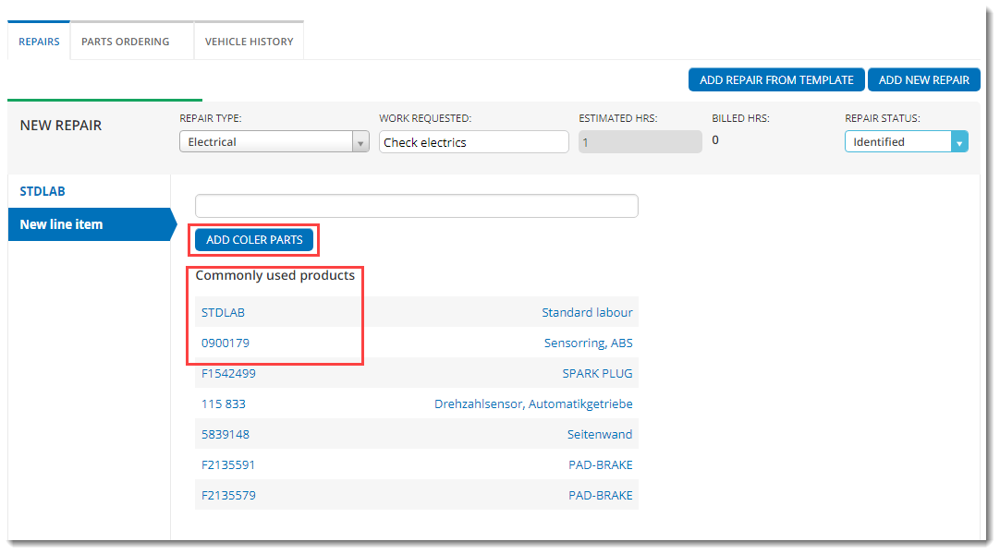 REPAIRS PARTS ORDERING VEHICLE HISTORY
ADD REPAIR FROM TEMPLATE ADD NEW REPAIR
NEW REPAIR
REPAIR TYPE: WORK REQUESTED: ESTIMATED HRS: BILLED HRS: REPAIR STATUS:
Electrical Check electrics 1 0 Identified
STDLAB
New line item
ADD COLER PARTS
Commonly used products
STDLAB Standard labour
0900179 Sensorring, ABS
F1542499 SPARK PLUG
115 833 Drehzahlsensor, Automatikgetriebe
5839148 Seitenwand
F2135591 PAD-BRAKE
F2135579 PAD-BRAKE